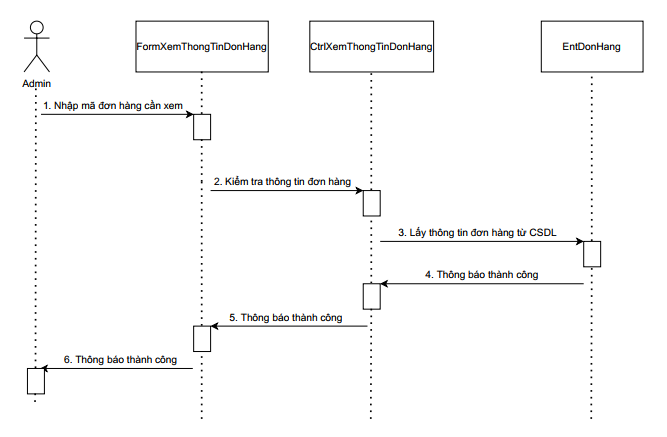 FormXemThongTinDonHang
CtrlXemThongTinDonHang
EntDonHang
Admin
1. Nhập mã đơn hàng cần xem
2. Kiểm tra thông tin đơn hàng
3. Lấy thông tin đơn hàng từ CSDL
4. Thông báo thành công
5. Thông báo thành công
6. Thông báo thành công